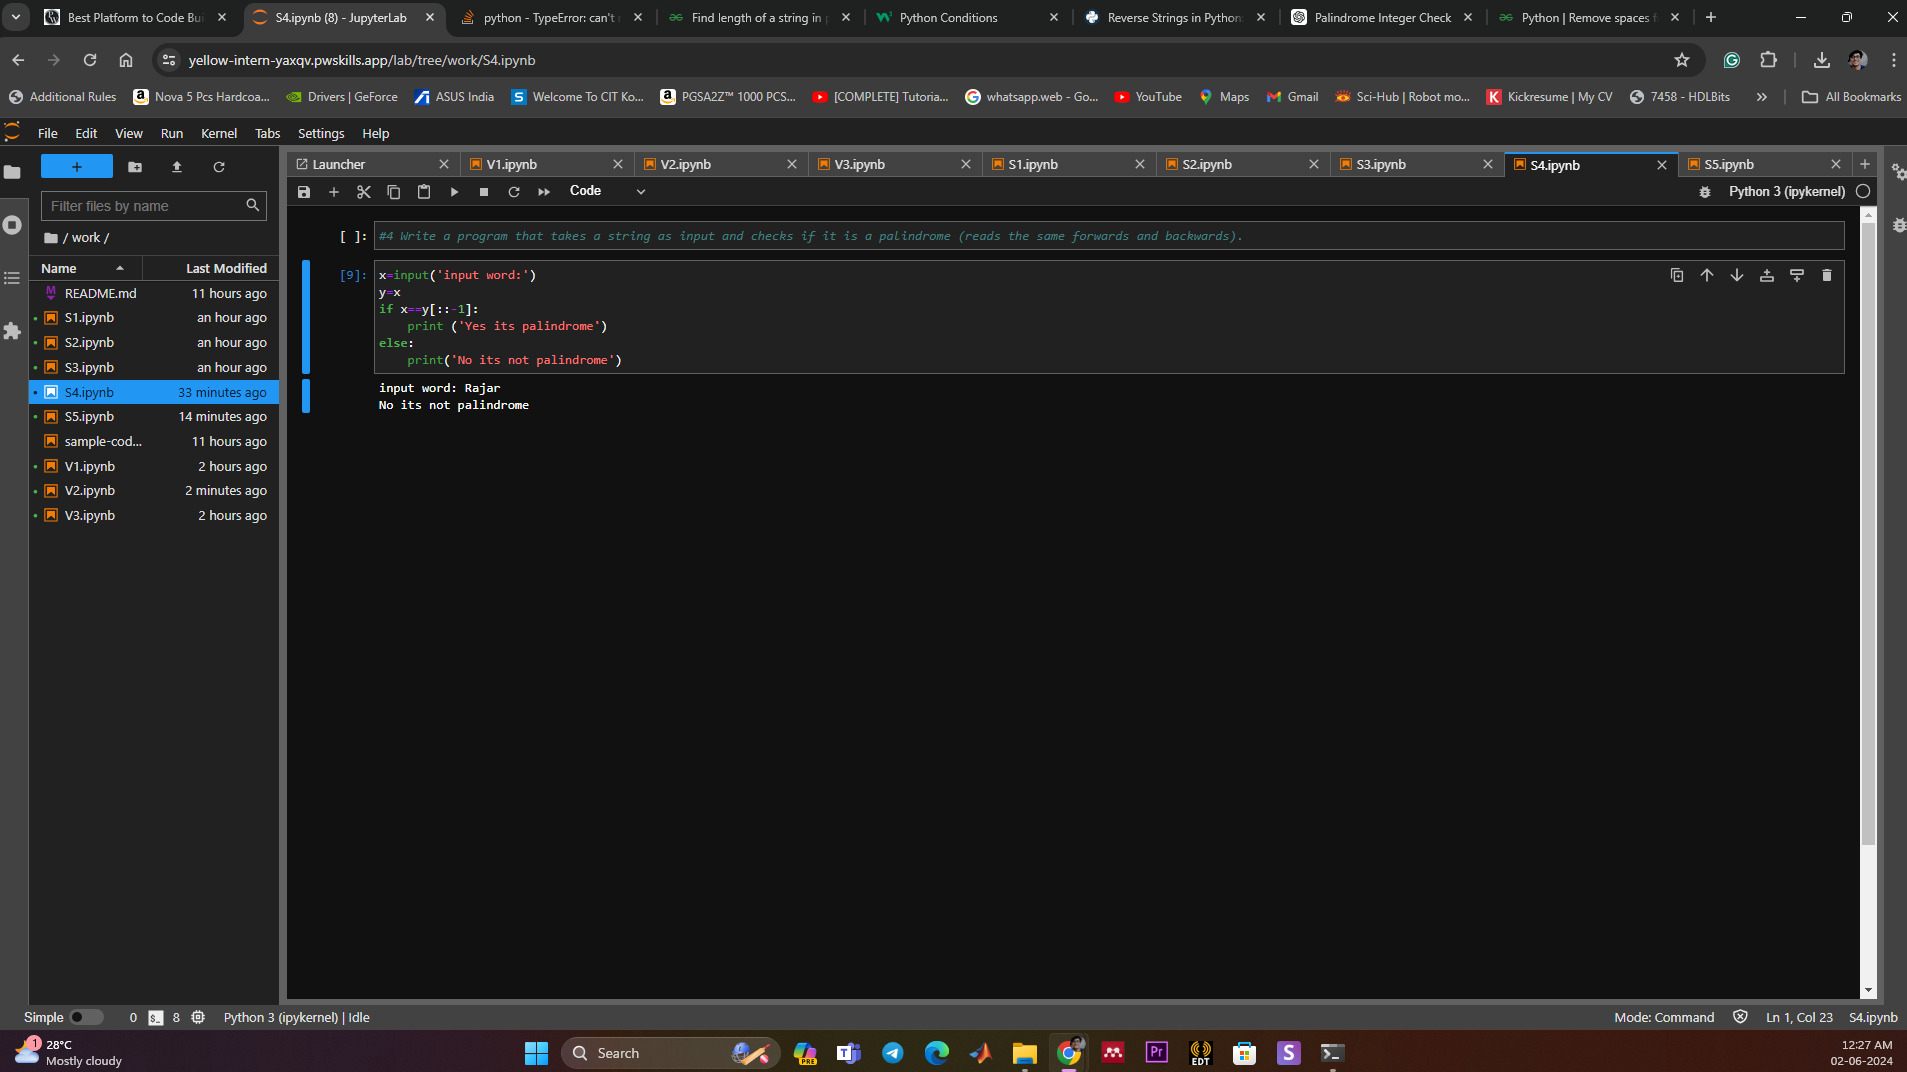 Best Platform to Code Bui
S4.ipynb (8) - JupyterLab
python - TypeError: can't
Find length of a string in
Python Conditions
Reverse Strings in Python:
Palindrome Integer Check
Python | Remove spaces f
yellow-intern-yaxqv.pwskills.app/lab/tree/work/S4.ipynb
Additional Rules
Nova 5 Pcs Hardcoa...
Drivers | GeForce
ASUS India
Welcome To CIT Ko...
PGSA2Z™ 1000 PCS...
[COMPLETE] Tutoria...
whatsapp.web - Go...
YouTube
Maps
Gmail
Sci-Hub | Robot mo...
Kickresume | My CV
7458 - HDLBits
All Bookmarks
File Edit View Run Kernel Tabs Settings Help
Launcher
V1.ipynb
V2.ipynb
V3.ipynb
S1.ipynb
S2.ipynb
S3.ipynb
S4.ipynb
S5.ipynb
Code
Python 3 (ipykernel)
Filter files by name
/ work /
Name Last Modified
README.md 11 hours ago
S1.ipynb an hour ago
S2.ipynb an hour ago
S3.ipynb an hour ago
S4.ipynb 33 minutes ago
S5.ipynb 14 minutes ago
sample-cod... 11 hours ago
V1.ipynb 2 hours ago
V2.ipynb 2 minutes ago
V3.ipynb 2 hours ago
[ ]: #4 Write a program that takes a string as input and checks if it is a palindrome (reads the same forwards and backwards).
[9]: x=input('input word:')
y=x
if x==y[::-1]:
    print ('Yes its palindrome')
else:
    print('No its not palindrome')
input word: Rajar
No its not palindrome
Simple 0 8 Python 3 (ipykernel) | Idle
Mode: Command Ln 1, Col 23 S4.ipynb
1
28°C
Mostly cloudy
Search
PRE
Pr
EDT
S
12:27 AM
02-06-2024